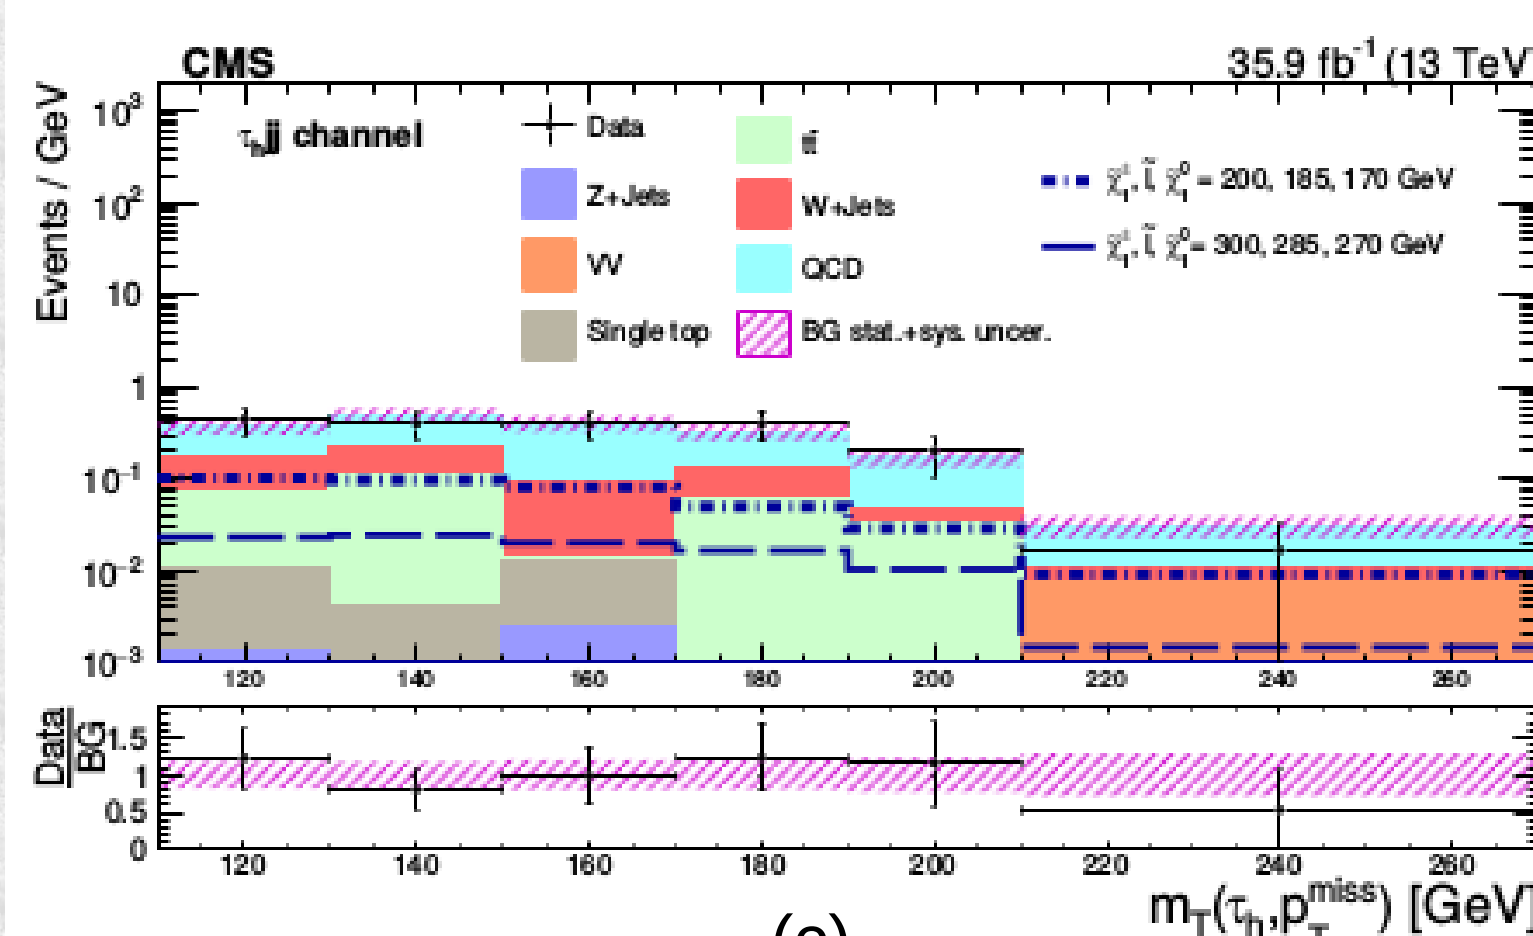 CMS 35.9 fb⁻¹ (13 TeV
Events / GeV
10³
10²
10
1
10⁻¹
10⁻²
10⁻³
τₕjj channel
Data
Z+Jets
VV
Single top
tt̄
W+Jets
QCD
BG stat.+sys. uncer.
χ̃₁±, l̃, χ̃₁⁰ = 200, 185, 170 GeV
χ̃₁±, l̃, χ̃₁⁰ = 300, 285, 270 GeV
120 140 160 180 200 220 240 260
Data
BG
1.5
1
0.5
0
120 140 160 180 200 220 240 260
m_T(τₕ,p_T^miss) [GeV]